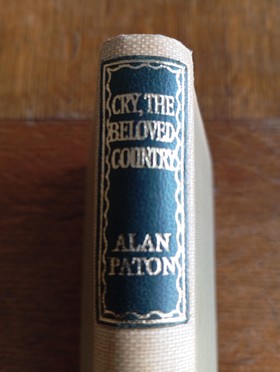 CRY, THE
BELOVED
COUNTRY
ALAN
PATON